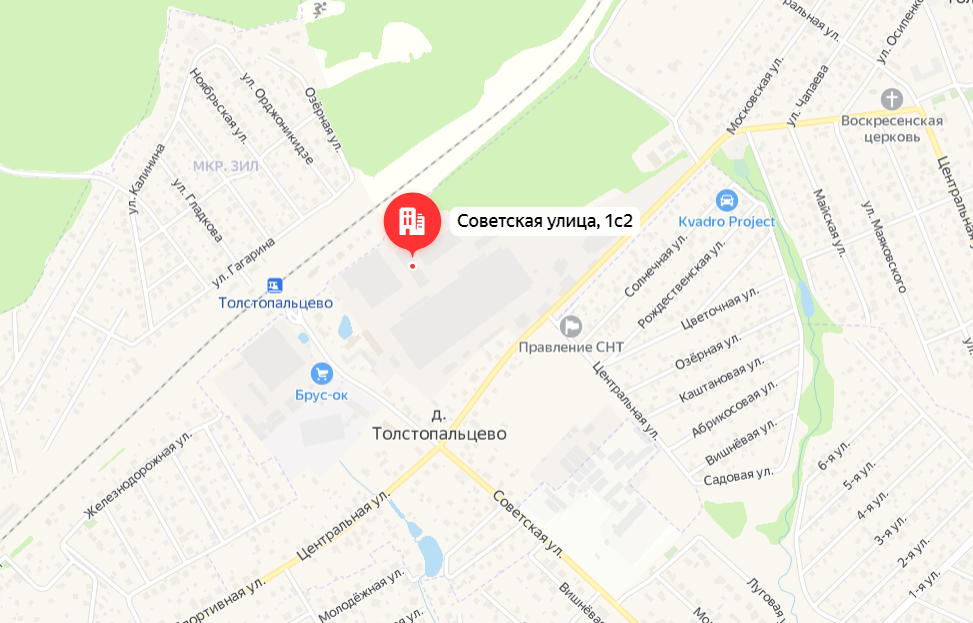 Центральная ул.
ул. Осипенко
Московская ул.
ул. Чапаева
Воскресенская
церковь
Центральная
Ноябрьская ул.
ул. Орджоникидзе
Озёрная ул.
МКР. ЗИЛ
ул. Калинина
ул. Гладкова
ул. Гагарина
Советская улица, 1с2
Kvadro Project
Майская ул.
ул. Маяковского
Солнечная ул.
Рождественская ул.
Цветочная ул.
Толстопальцево
Правление СНТ
Озёрная ул.
Каштановая ул.
Абрикосовая ул.
Вишнёвая ул.
Садовая ул.
Центральная ул.
Брус-ок
д.
Толстопальцево
Железнодорожная ул.
Центральная ул.
Советская ул.
6-я ул.
5-я ул.
4-я ул.
3-я ул.
2-я ул.
1-я ул.
Молодёжная ул.
Вишнёвая
Луговая ул.